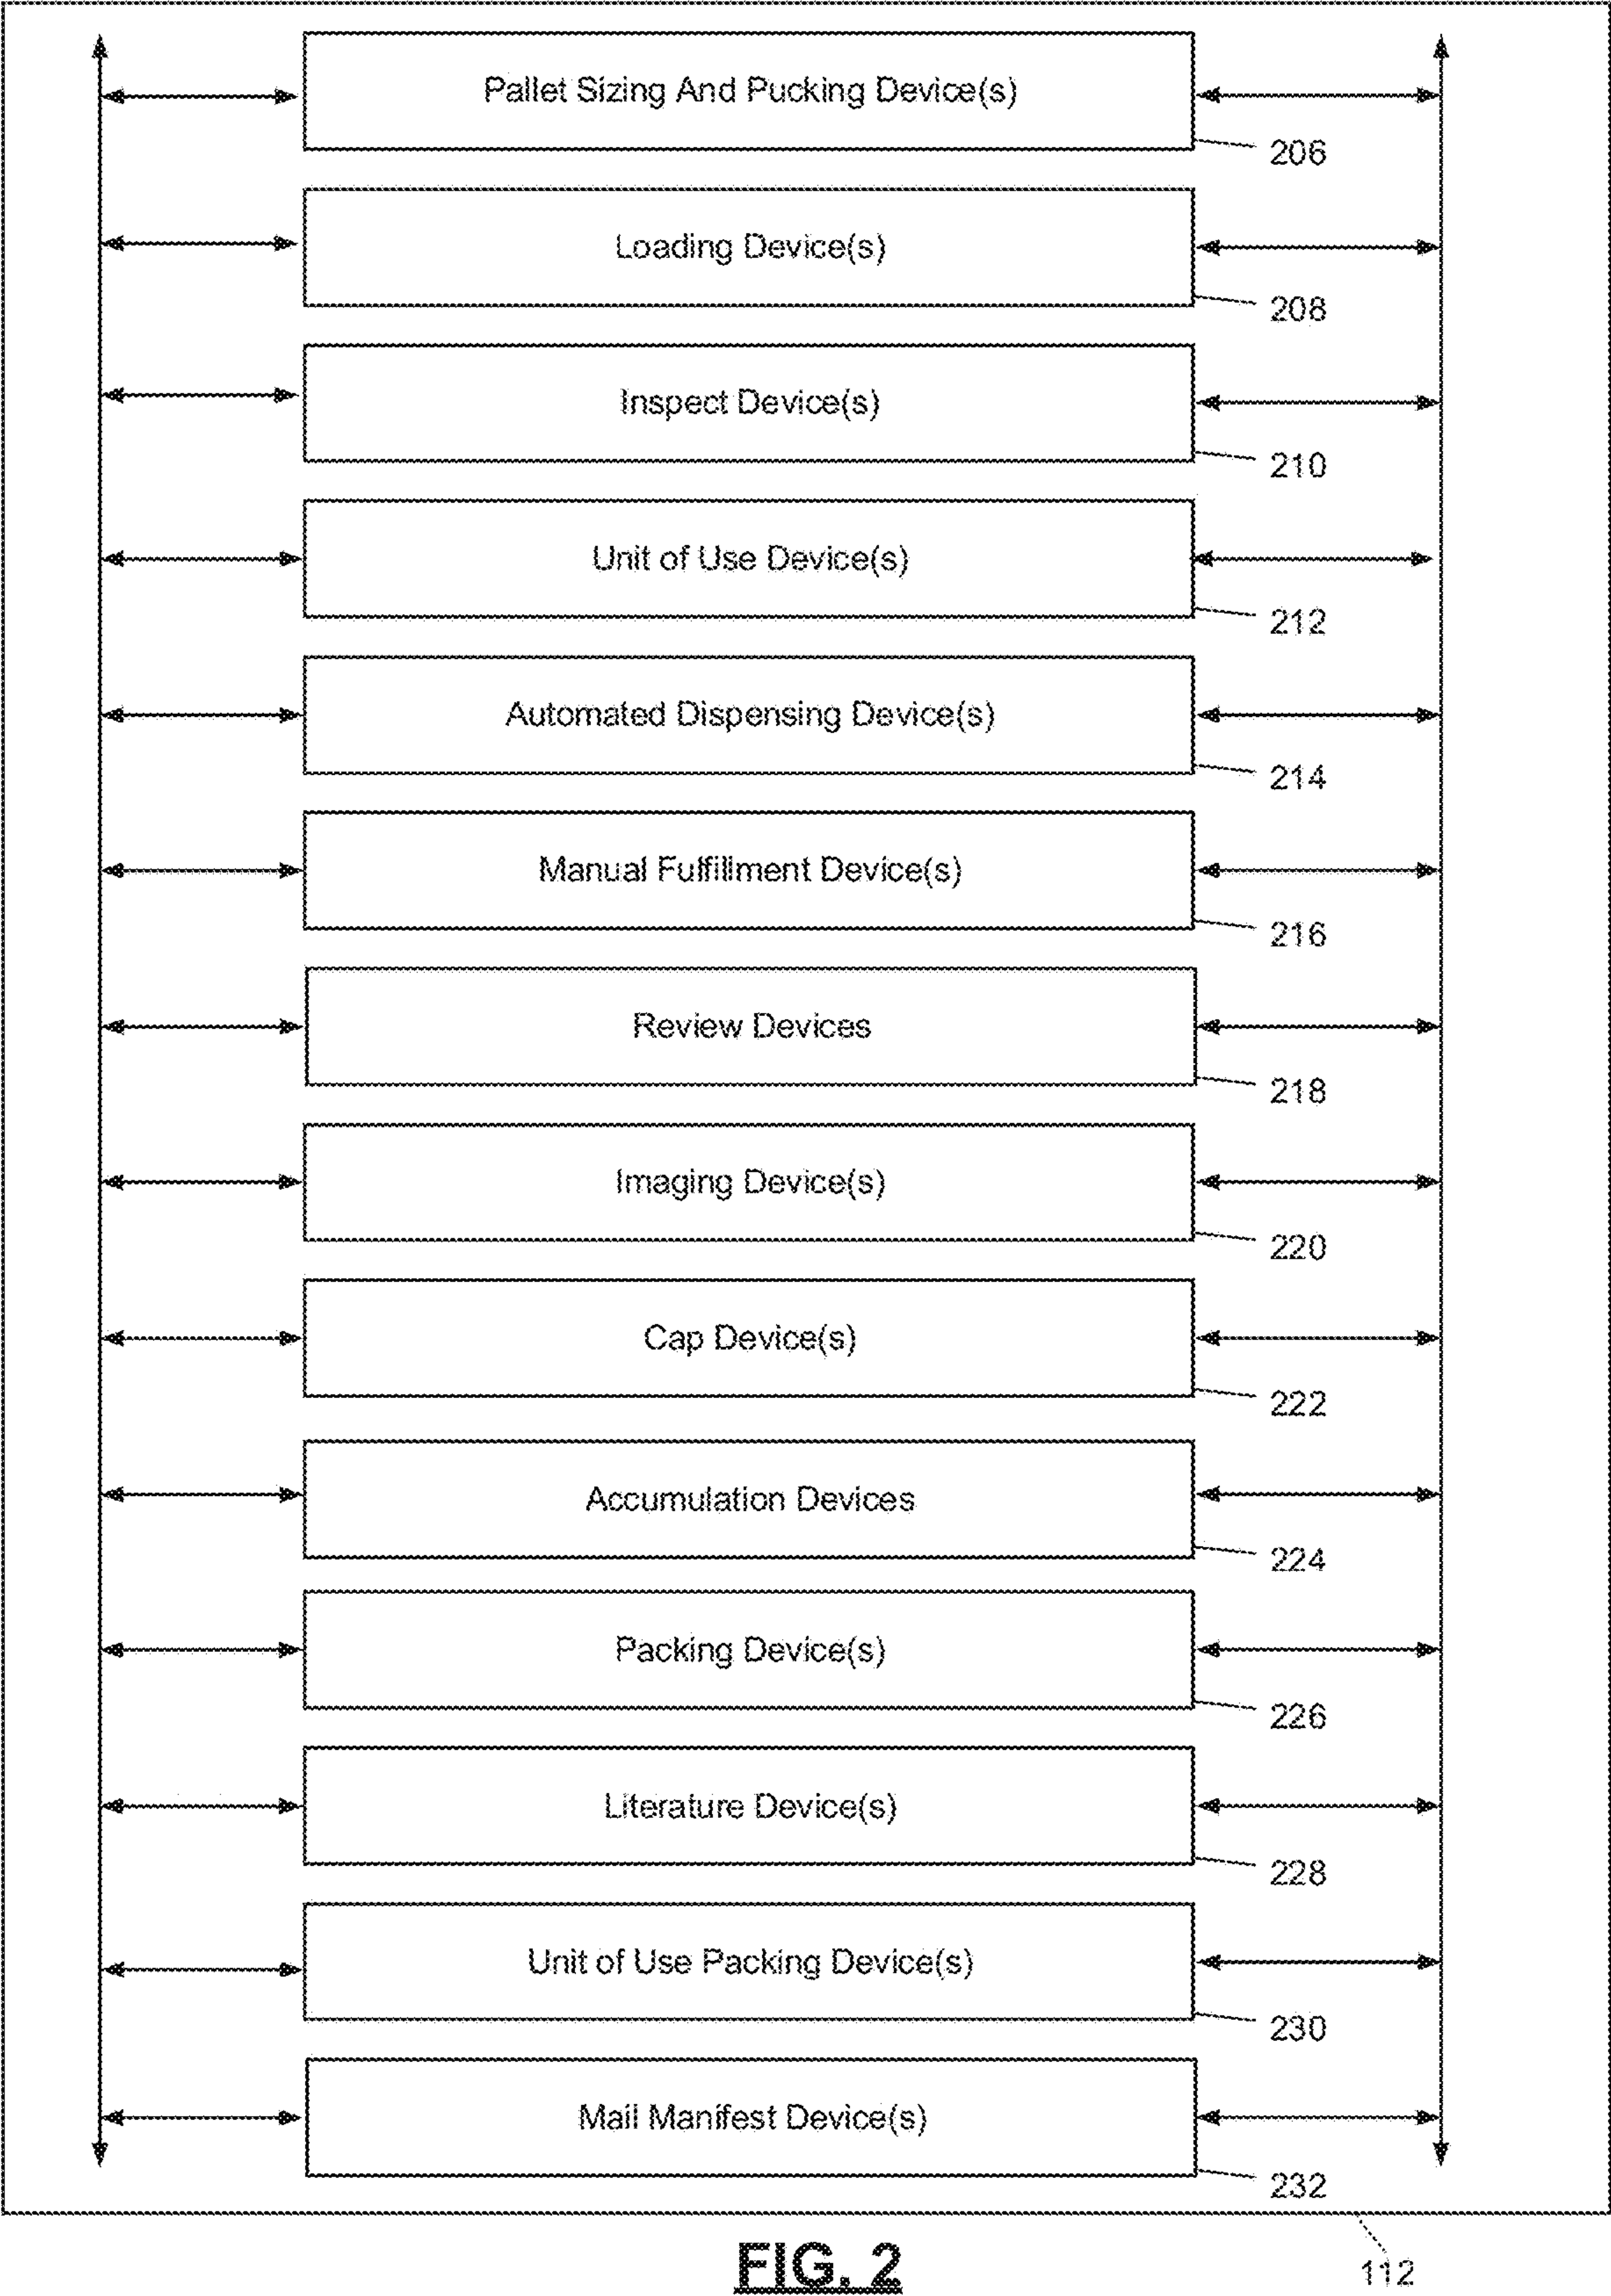 Pallet Sizing And Pucking Device(s)
206
Loading Device(s)
208
Inspect Device(s)
210
Unit of Use Device(s)
212
Automated Dispensing Device(s)
214
Manual Fulfillment Device(s)
216
Review Devices
218
Imaging Device(s)
220
Cap Device(s)
222
Accumulation Devices
224
Packing Device(s)
226
Literature Device(s)
228
Unit of Use Packing Device(s)
230
Mail Manifest Device(s)
232
112
FIG. 2